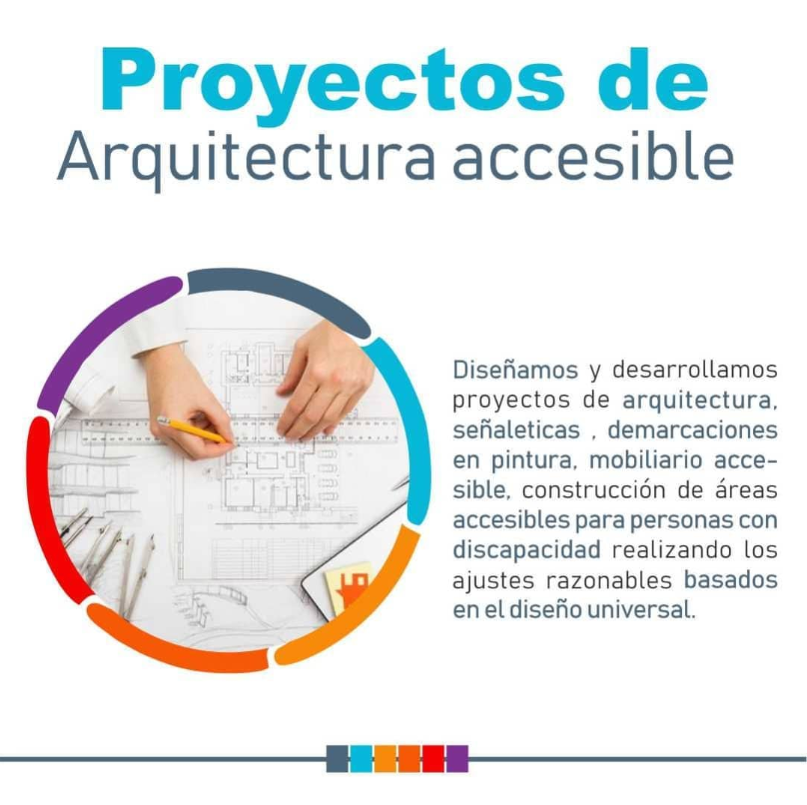 Proyectos de
Arquitectura accesible
Diseñamos y desarrollamos
proyectos de arquitectura,
señaleticas , demarcaciones
en pintura, mobiliario acce-
sible, construcción de áreas
accesibles para personas con
discapacidad realizando los
ajustes razonables basados
en el diseño universal.